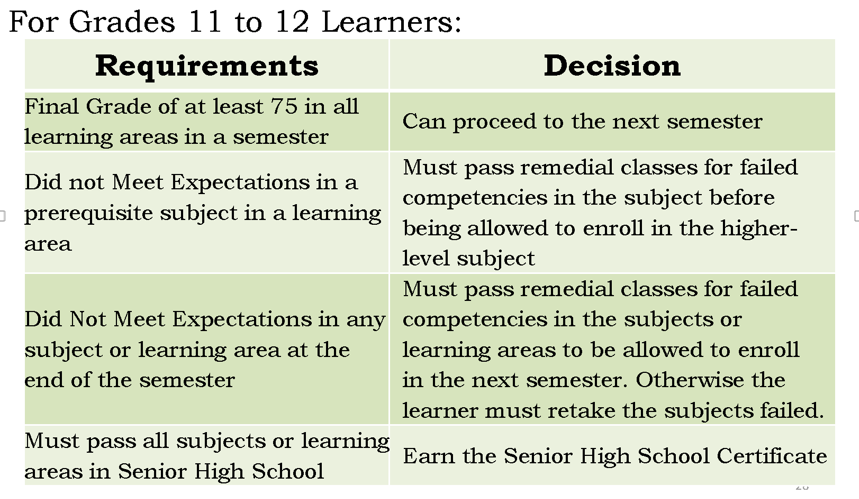 For Grades 11 to 12 Learners:
Requirements
Decision
Final Grade of at least 75 in all
learning areas in a semester
Can proceed to the next semester
Did not Meet Expectations in a
prerequisite subject in a learning
area
Must pass remedial classes for failed
competencies in the subject before
being allowed to enroll in the higher-
level subject
Did Not Meet Expectations in any
subject or learning area at the
end of the semester
Must pass remedial classes for failed
competencies in the subjects or
learning areas to be allowed to enroll
in the next semester. Otherwise the
learner must retake the subjects failed.
Must pass all subjects or learning
areas in Senior High School
Earn the Senior High School Certificate